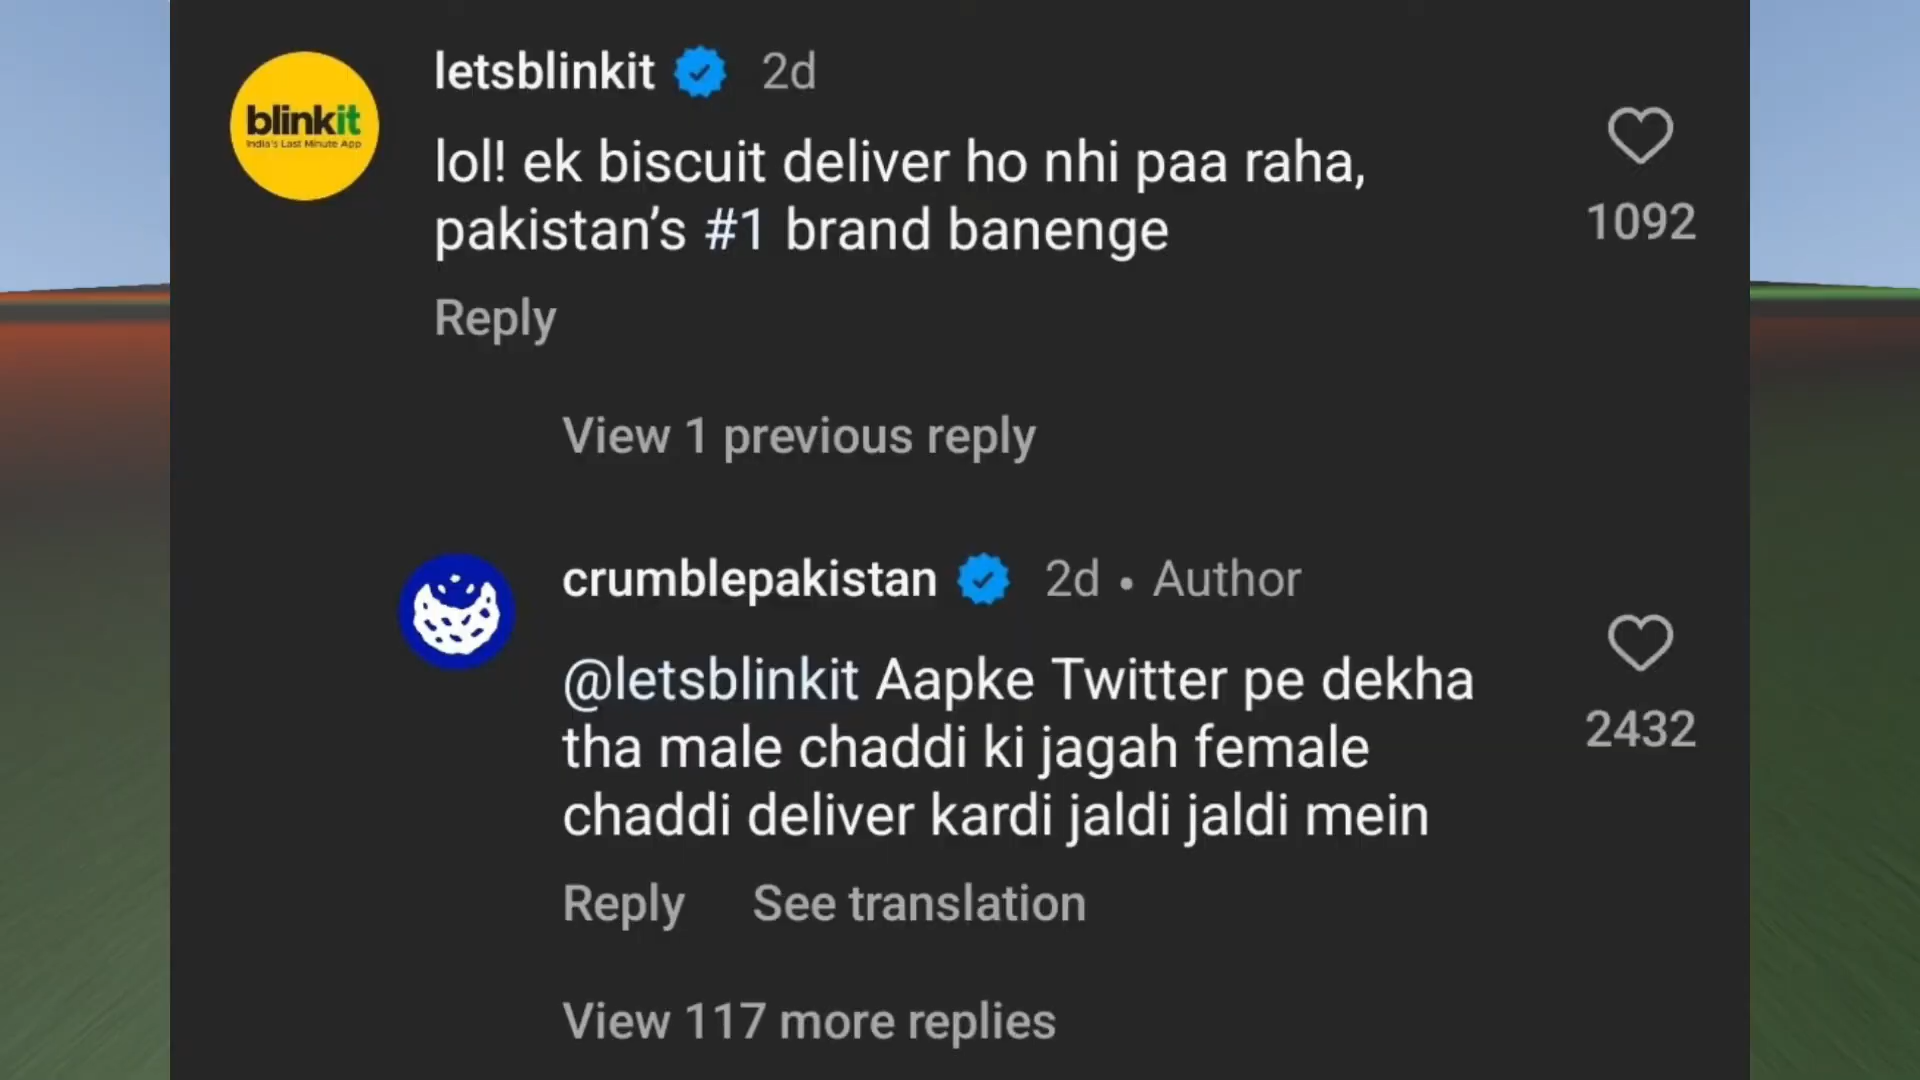 blinkit
India's Last Minute App
letsblinkit 2d
lol! ek biscuit deliver ho nhi paa raha,
pakistan’s #1 brand banenge
1092
Reply
View 1 previous reply
crumblepakistan 2d • Author
@letsblinkit Aapke Twitter pe dekha
tha male chaddi ki jagah female
chaddi deliver kardi jaldi jaldi mein
2432
Reply See translation
View 117 more replies